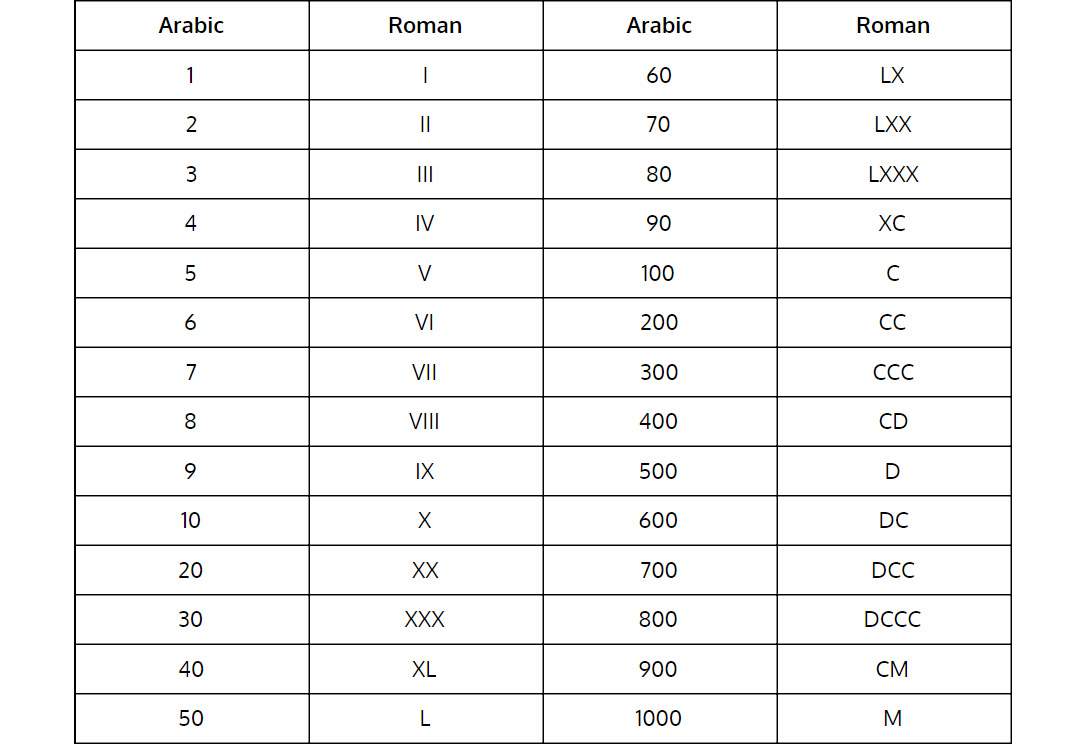 Arabic Roman Arabic Roman
1 I 60 LX
2 II 70 LXX
3 III 80 LXXX
4 IV 90 XC
5 V 100 C
6 VI 200 CC
7 VII 300 CCC
8 VIII 400 CD
9 IX 500 D
10 X 600 DC
20 XX 700 DCC
30 XXX 800 DCCC
40 XL 900 CM
50 L 1000 M